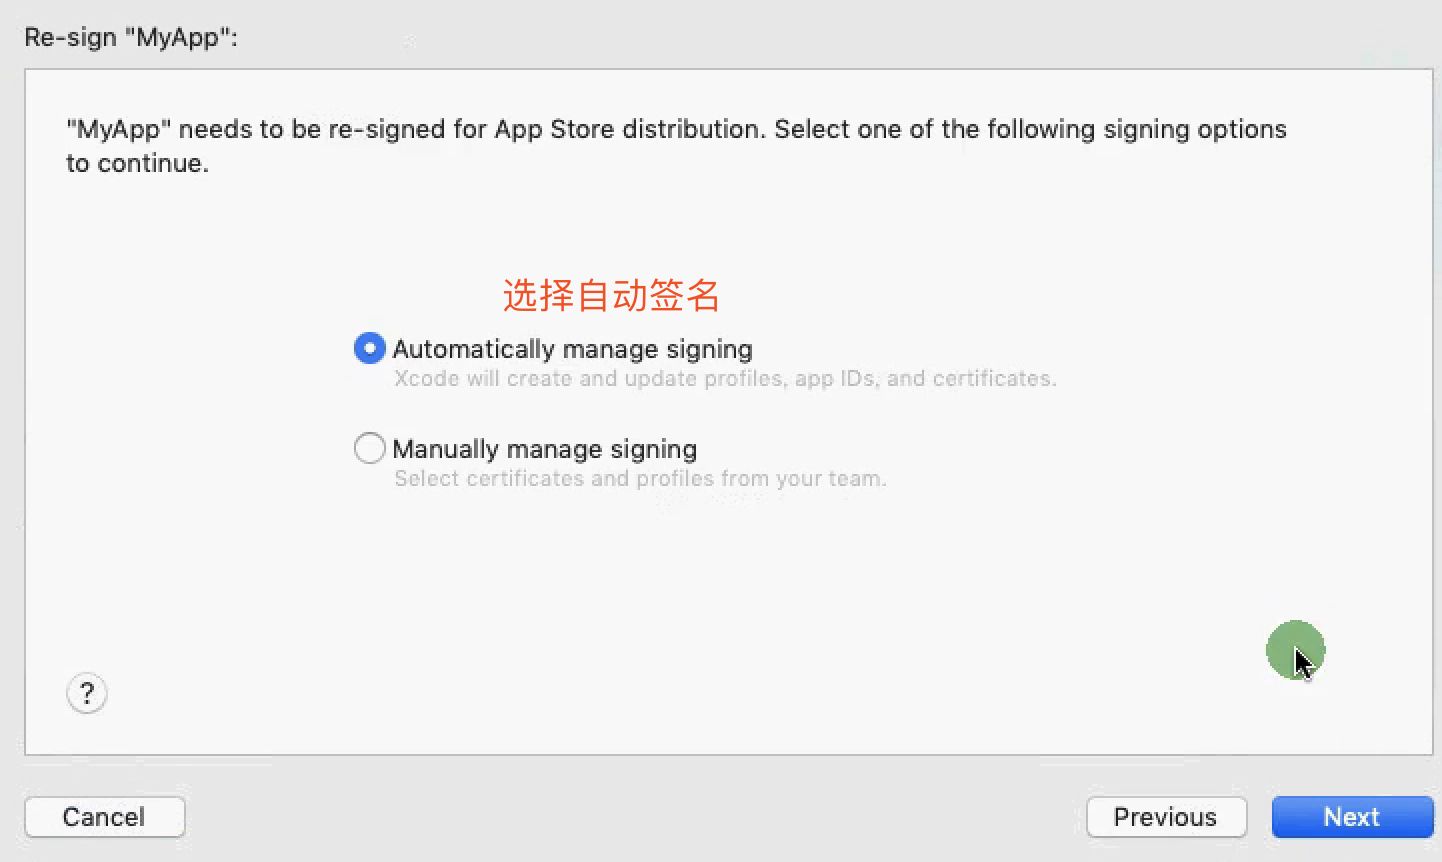 Re-sign "MyApp":
"MyApp" needs to be re-signed for App Store distribution. Select one of the following signing options
to continue.
选择自动签名
Automatically manage signing
Xcode will create and update profiles, app IDs, and certificates.
Manually manage signing
Select certificates and profiles from your team.
?
Cancel
Previous
Next